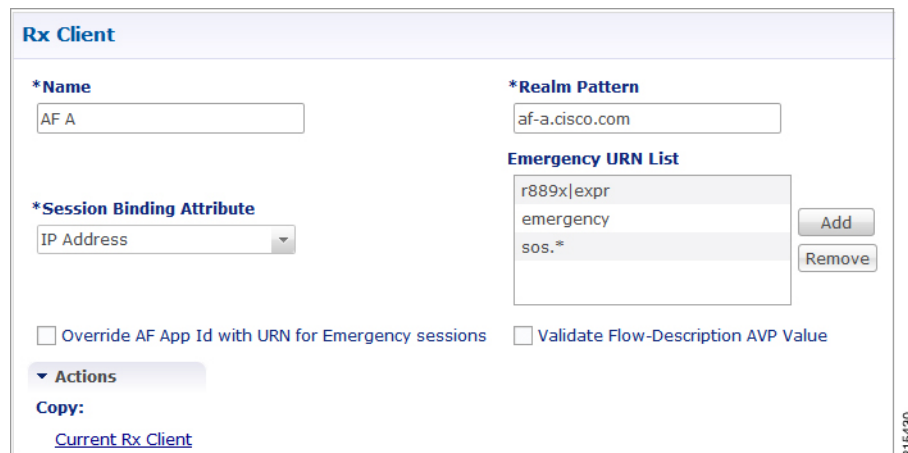 Rx Client
*Name
AF A
*Realm Pattern
af-a.cisco.com
*Session Binding Attribute
IP Address
Emergency URN List
r889x|expr
emergency
sos.*
Add
Remove
Override AF App Id with URN for Emergency sessions
Validate Flow-Description AVP Value
Actions
Copy:
Current Rx Client